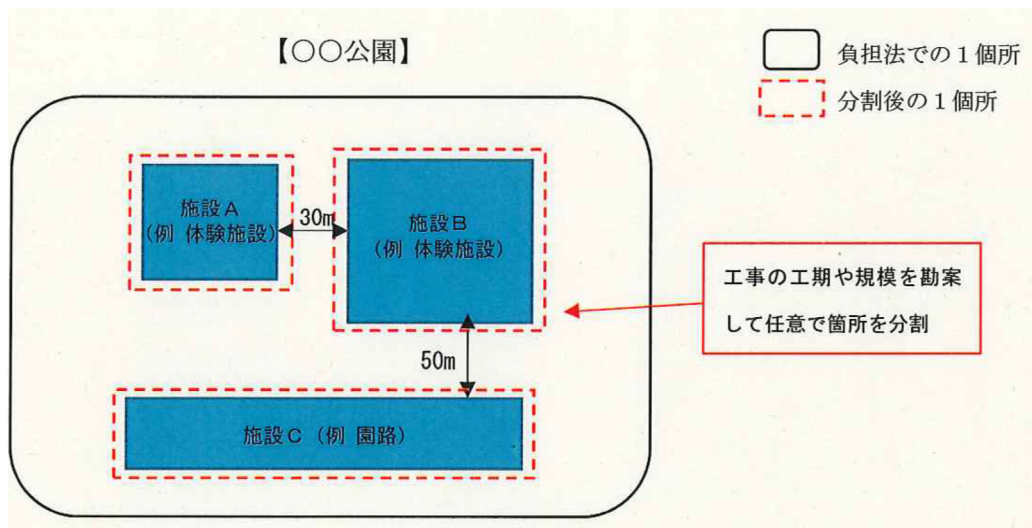 【〇〇公園】
負担法での１個所
分割後の１個所
施設Ａ
（例 体験施設）
30m
施設Ｂ
（例 体験施設）
工事の工期や規模を勘案
して任意で箇所を分割
50m
施設Ｃ（例 園路）